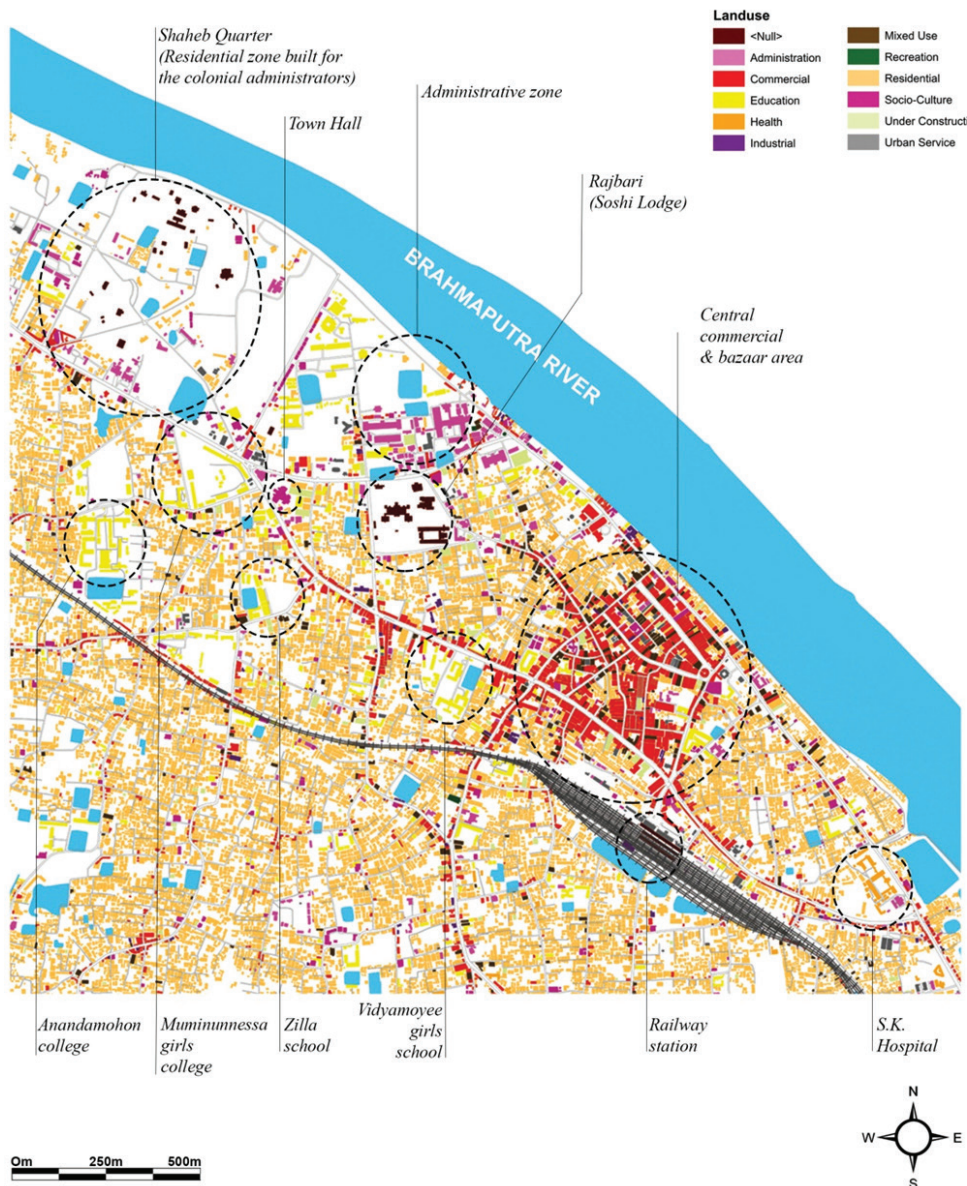 Shaheb Quarter
(Residential zone built for
the colonial administrators)
Town Hall
Administrative zone
Rajbari
(Soshi Lodge)
Central
commercial
& bazaar area
Landuse
<Null>
Administration
Commercial
Education
Health
Industrial
Mixed Use
Recreation
Residential
Socio-Culture
Under Constructi
Urban Service
BRAHMAPUTRA RIVER
Anandamohon
college
Muminunnessa
girls
college
Zilla
school
Vidyamoyee
girls
school
Railway
station
S.K.
Hospital
0m 250m 500m
N
W E
S